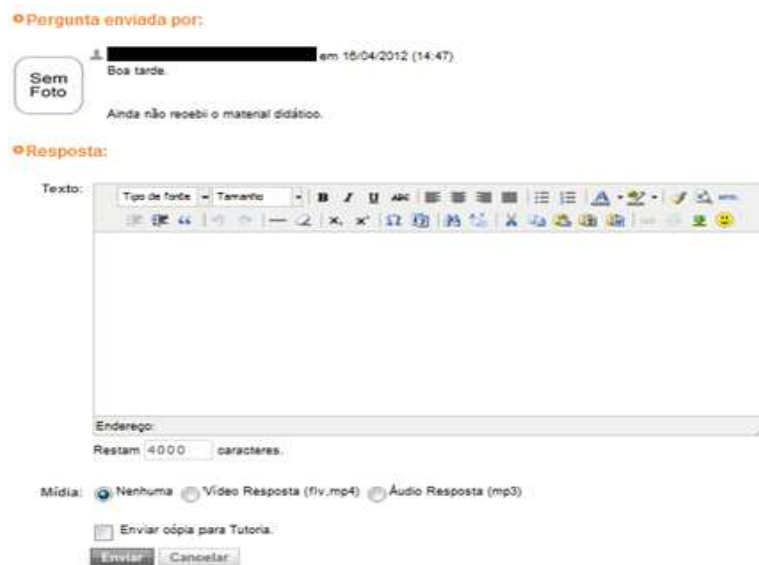 Pergunta enviada por:
em 16/04/2012 (14:47)
Sem
Foto
Boa tarde.
Ainda não recebi o material didático.
Resposta:
Texto:
Tipo de fonte Tamanho B I U ABC A HTML
Endereço:
Restam 4000 caracteres.
Mídia: Nenhuma Vídeo Resposta (flv,mp4) Áudio Resposta (mp3)
Enviar cópia para Tutoria.
Enviar Cancelar